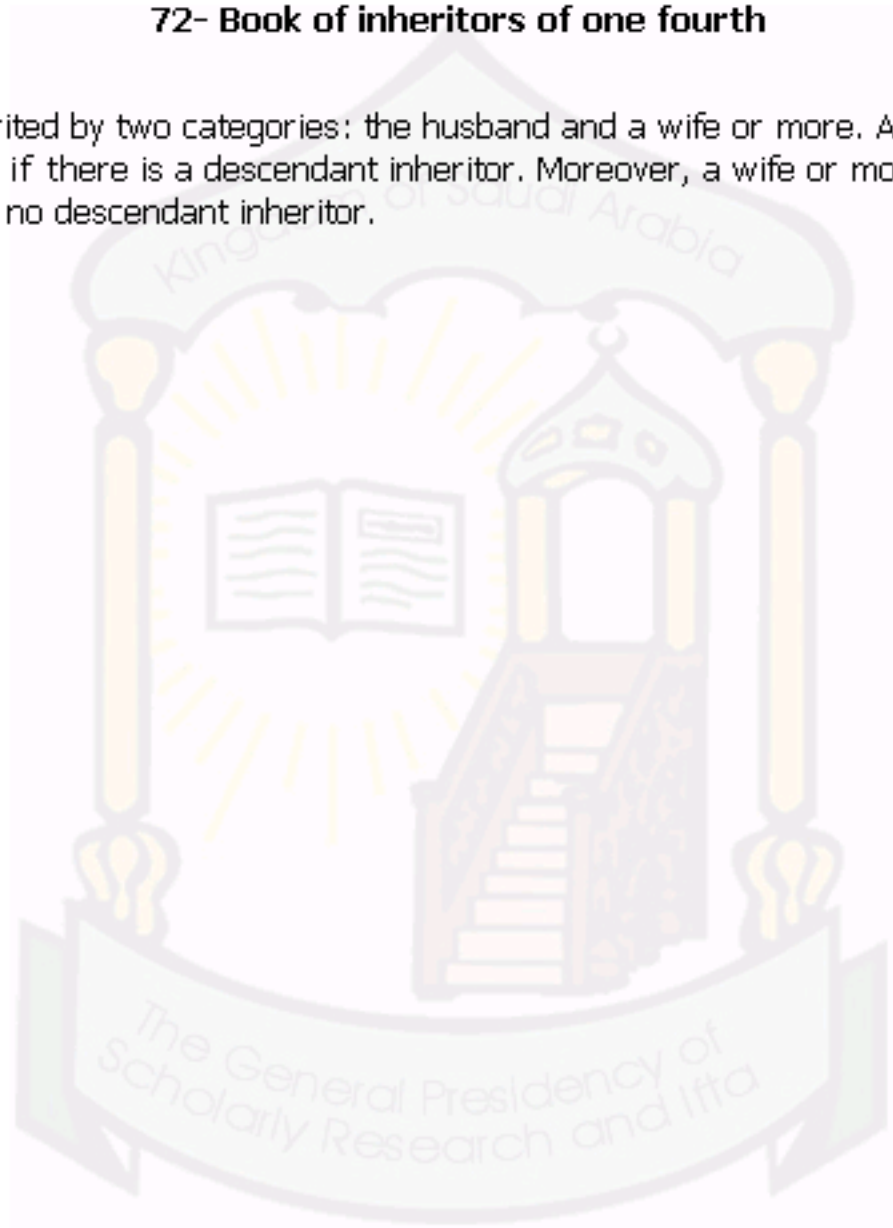 72- Book of inheritors of one fourth
rited by two categories: the husband and a wife or more. A
if there is a descendant inheritor. Moreover, a wife or mo
no descendant inheritor.
Kingdom of Saudi Arabia
The General Presidency of
Scholarly Research and Ifta